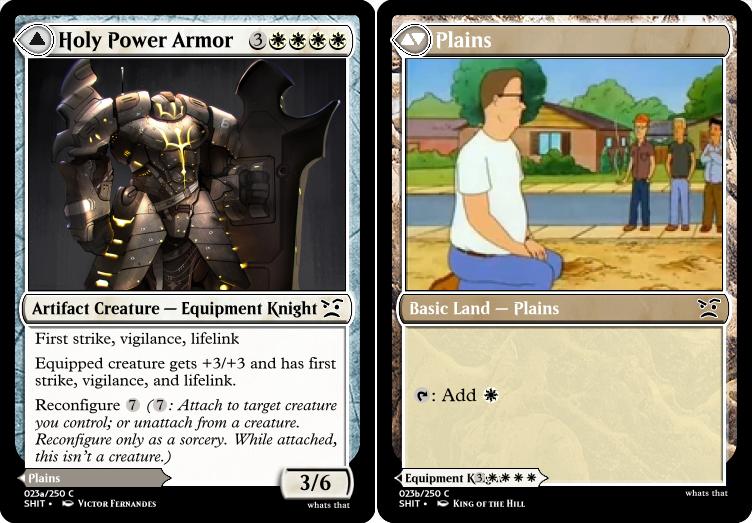 Holy Power Armor 3
Artifact Creature — Equipment Knight
First strike, vigilance, lifelink
Equipped creature gets +3/+3 and has first
strike, vigilance, and lifelink.
Reconfigure 7 (7: Attach to target creature
you control; or unattach from a creature.
Reconfigure only as a sorcery. While attached,
this isn't a creature.)
Plains
3/6
023a/250 C
SHIT • Victor Fernandes
whats that
Plains
Basic Land — Plains
: Add
Equipment 3
023b/250 C
SHIT • King of the Hill
whats that